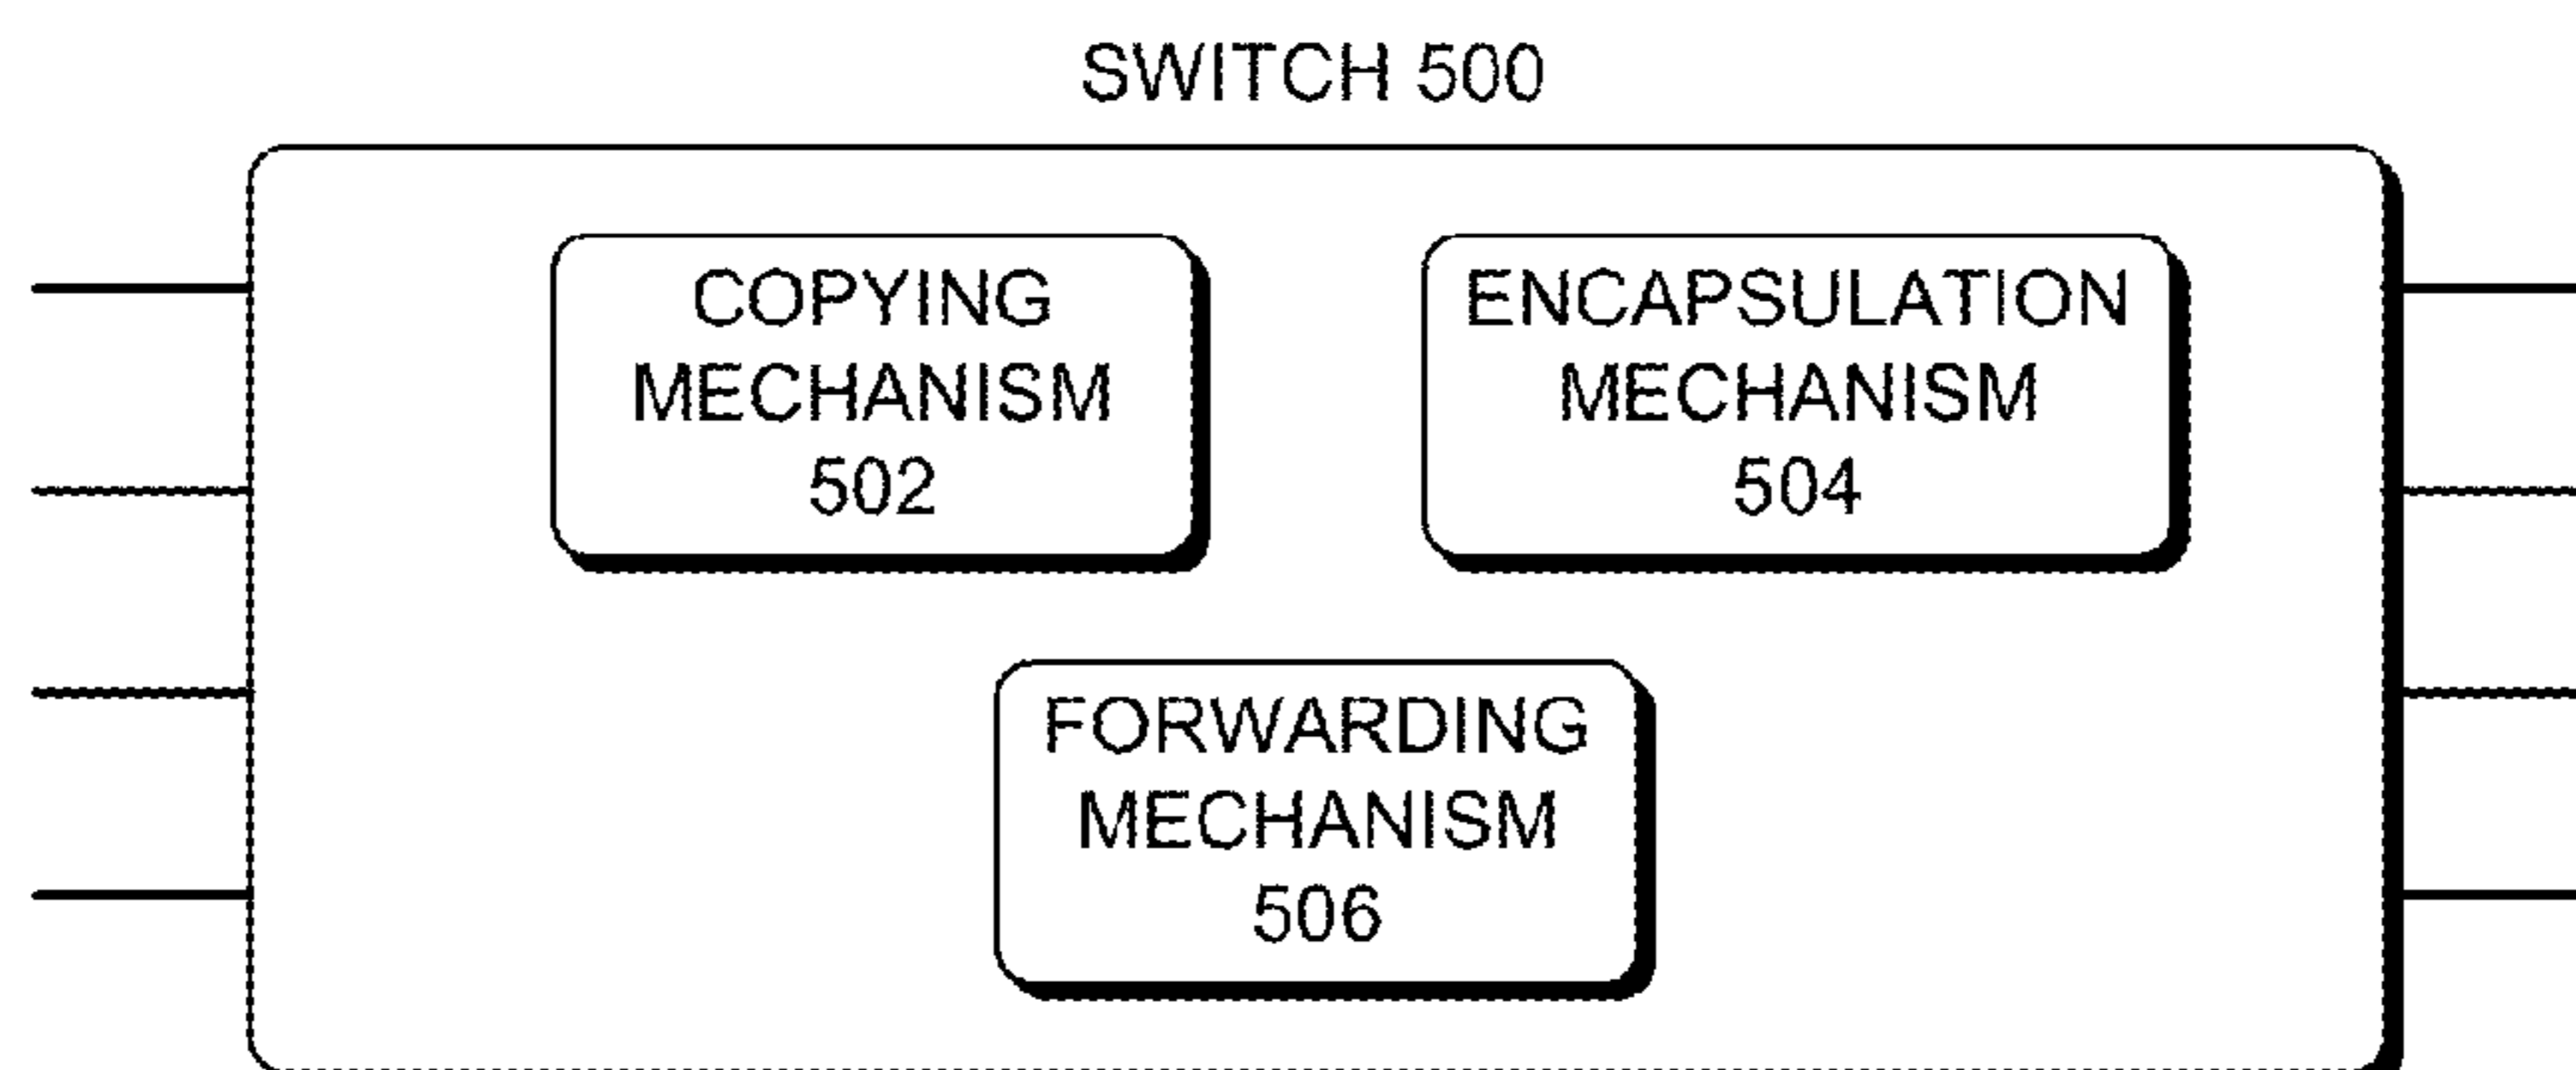 SWITCH 500
COPYING
MECHANISM
502
ENCAPSULATION
MECHANISM
504
FORWARDING
MECHANISM
506